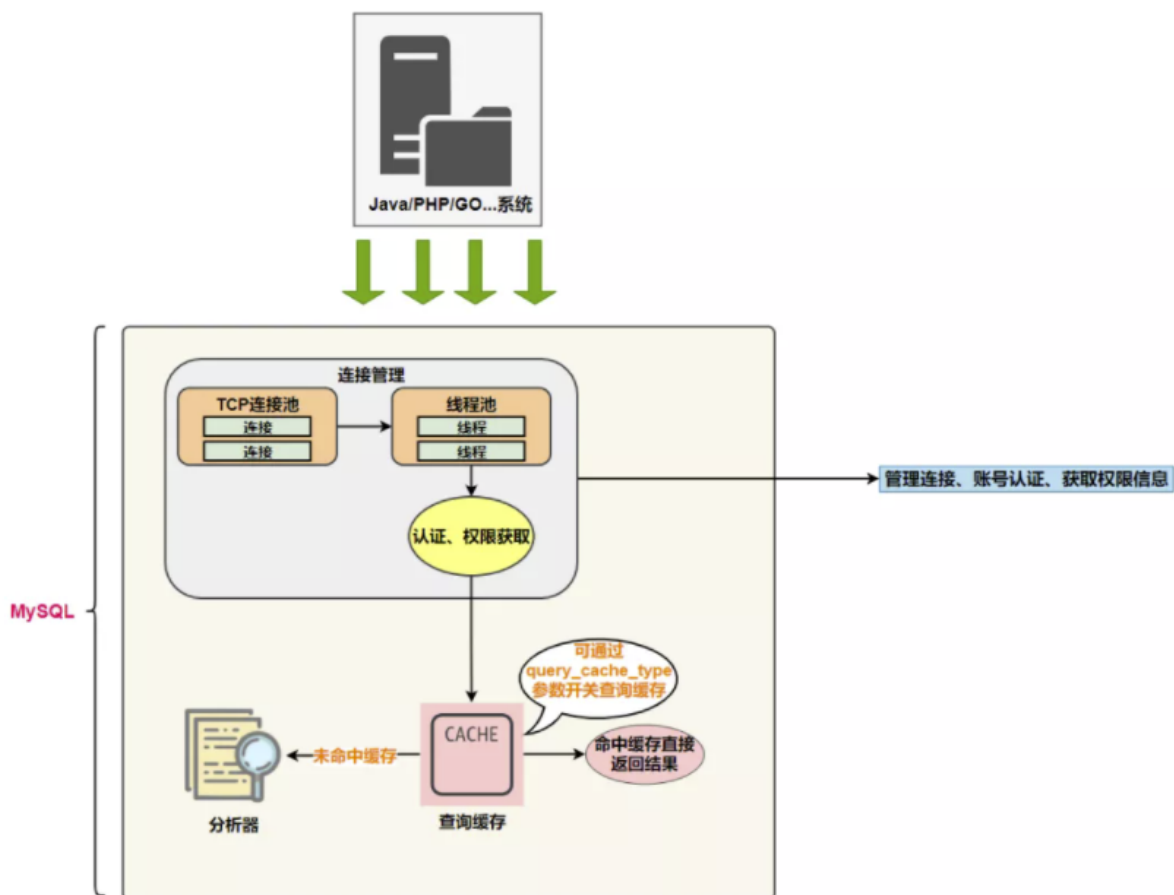 Java/PHP/GO...系统
连接管理
TCP连接池
连接
连接
线程池
线程
线程
管理连接、账号认证、获取权限信息
认证、权限获取
MySQL
可通过
query_cache_type
参数开关查询缓存
CACHE
未命中缓存
命中缓存直接
返回结果
分析器
查询缓存